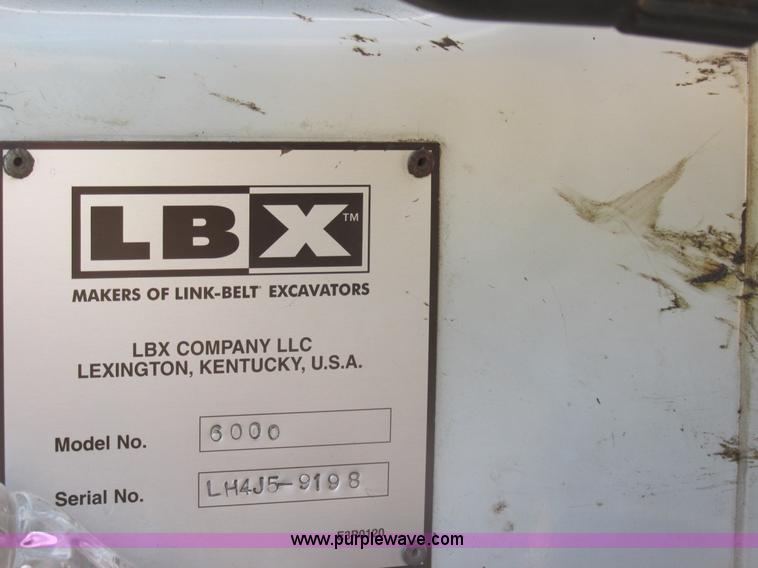 LBX™
MAKERS OF LINK-BELT® EXCAVATORS
LBX COMPANY LLC
LEXINGTON, KENTUCKY, U.S.A.
Model No. 6000
Serial No. LH4J5-9198
www.purplewave.com